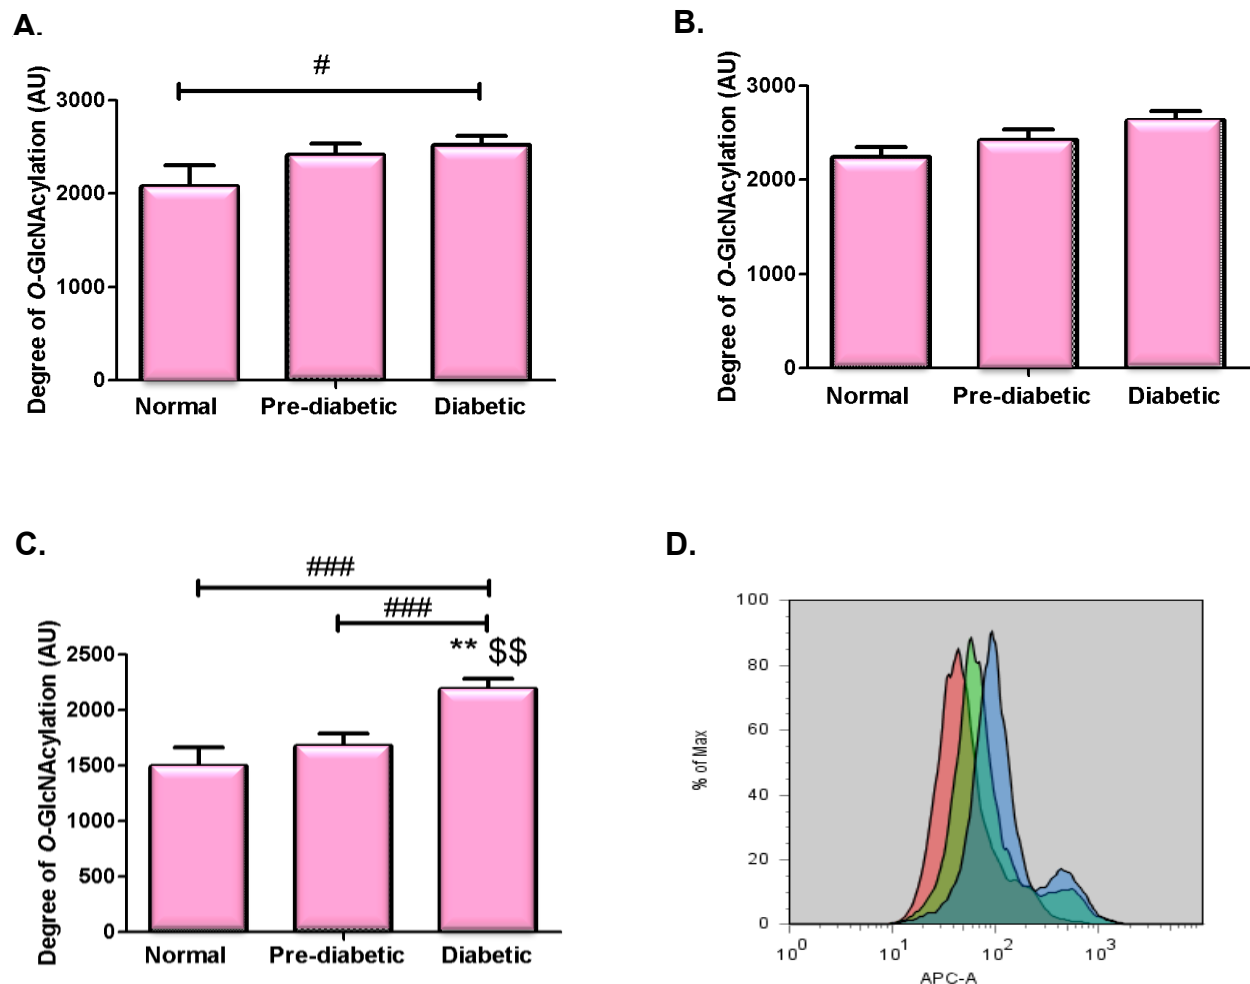 A.
#
Degree of O-GlcNAcylation (AU)
3000
2000
1000
0
Normal Pre-diabetic Diabetic
B.
Degree of O-GlcNAcylation (AU)
3000
2000
1000
0
Normal Pre-diabetic Diabetic
C.
###
###
** $$
Degree of O-GlcNAcylation (AU)
2500
2000
1500
1000
500
0
Normal Pre-diabetic Diabetic
D.
% of Max
100
80
60
40
20
0
10^0 10^1 10^2 10^3
APC-A